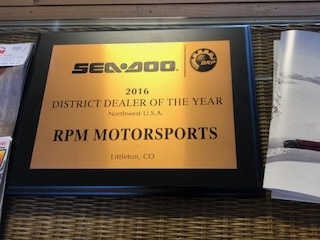 SEA-DOO BRP
2016
DISTRICT DEALER OF THE YEAR
Northwest U.S.A.
RPM MOTORSPORTS
Littleton, CO